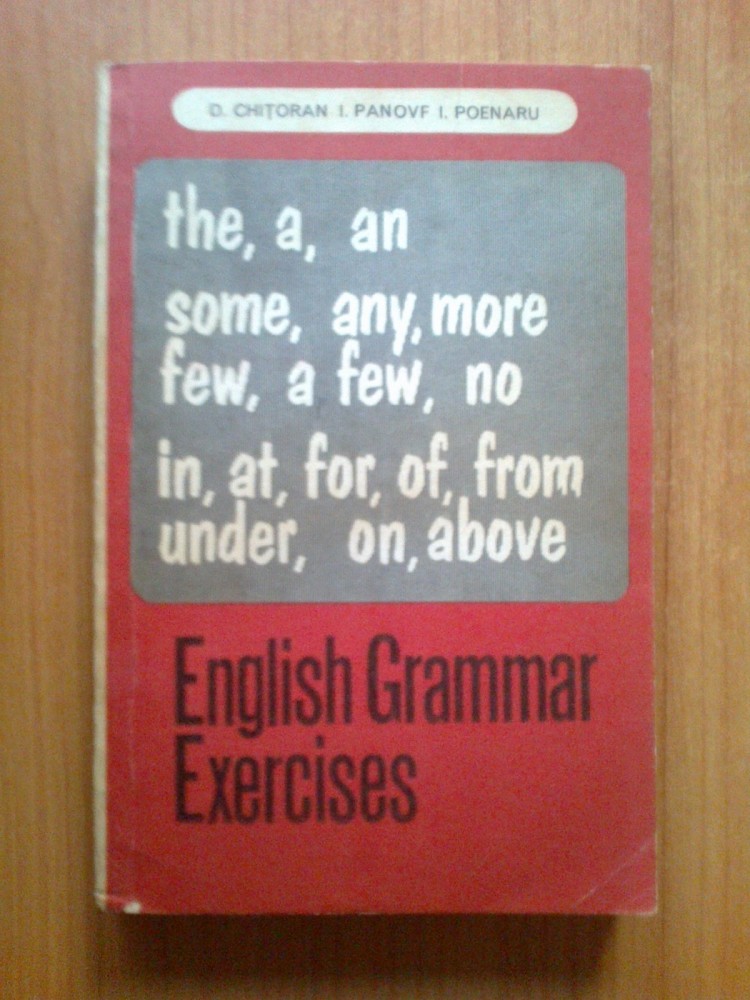 D. CHIȚORAN I. PANOVF I. POENARU
the, a, an
some, any, more
few, a few, no
in, at, for, of, from
under, on, above
English Grammar
Exercises